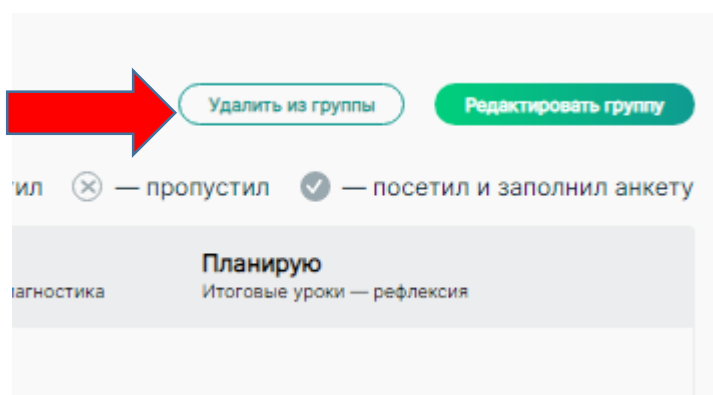 Удалить из группы
Редактировать группу
— пропустил — посетил и заполнил анкету
Планирую
Итоговые уроки — рефлексия